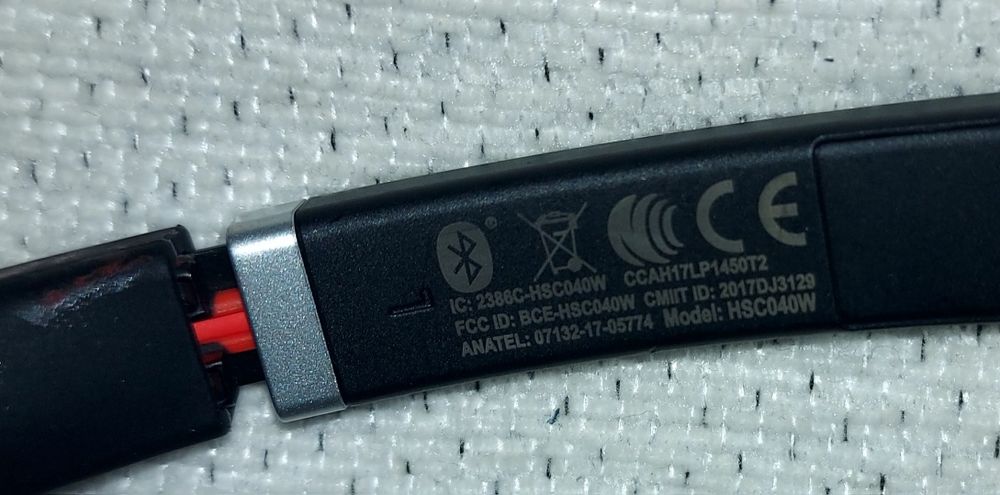 L
CCAH17LP1450T2
IC: 2386C-HSC040W
FCC ID: BCE-HSC040W CMIIT ID: 2017DJ3129
ANATEL: 07132-17-05774 Model: HSC040W